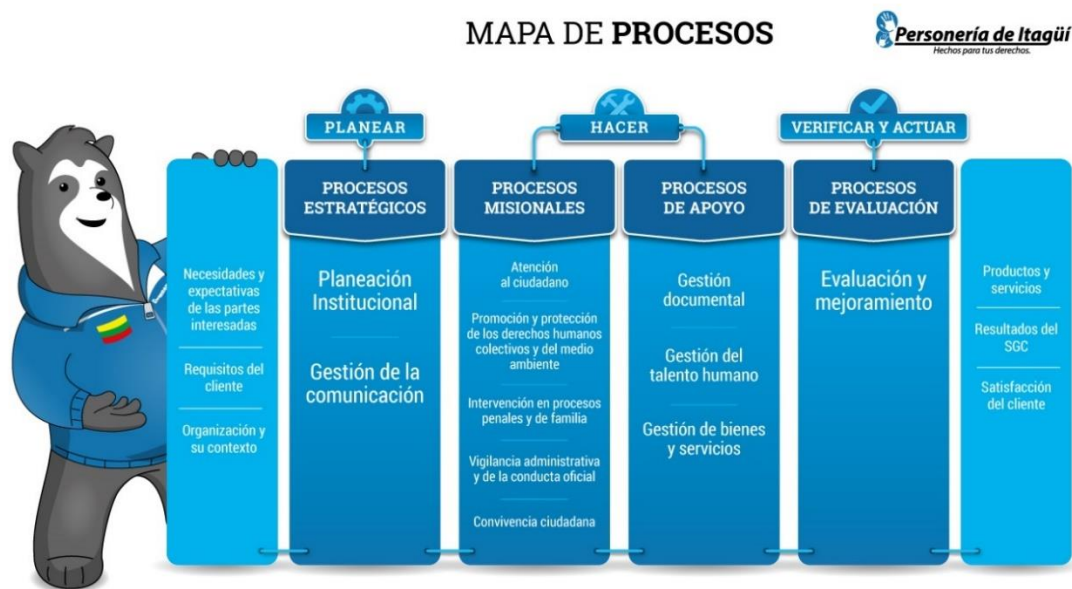 MAPA DE PROCESOS
Personería de Itagüí
Hechos para tus derechos.
PLANEAR
HACER
VERIFICAR Y ACTUAR
Necesidades y
expectativas
de las partes
interesadas
Requisitos del
cliente
Organización y
su contexto
PROCESOS
ESTRATÉGICOS
Planeación
Institucional
Gestión de la
comunicación
PROCESOS
MISIONALES
Atención
al ciudadano
Promoción y protección
de los derechos humanos
colectivos y del medio
ambiente
Intervención en procesos
penales y de familia
Vigilancia administrativa
y de la conducta oficial
Convivencia ciudadana
PROCESOS
DE APOYO
Gestión
documental
Gestión del
talento humano
Gestión de bienes
y servicios
PROCESOS
DE EVALUACIÓN
Evaluación y
mejoramiento
Productos y
servicios
Resultados del
SGC
Satisfacción
del cliente